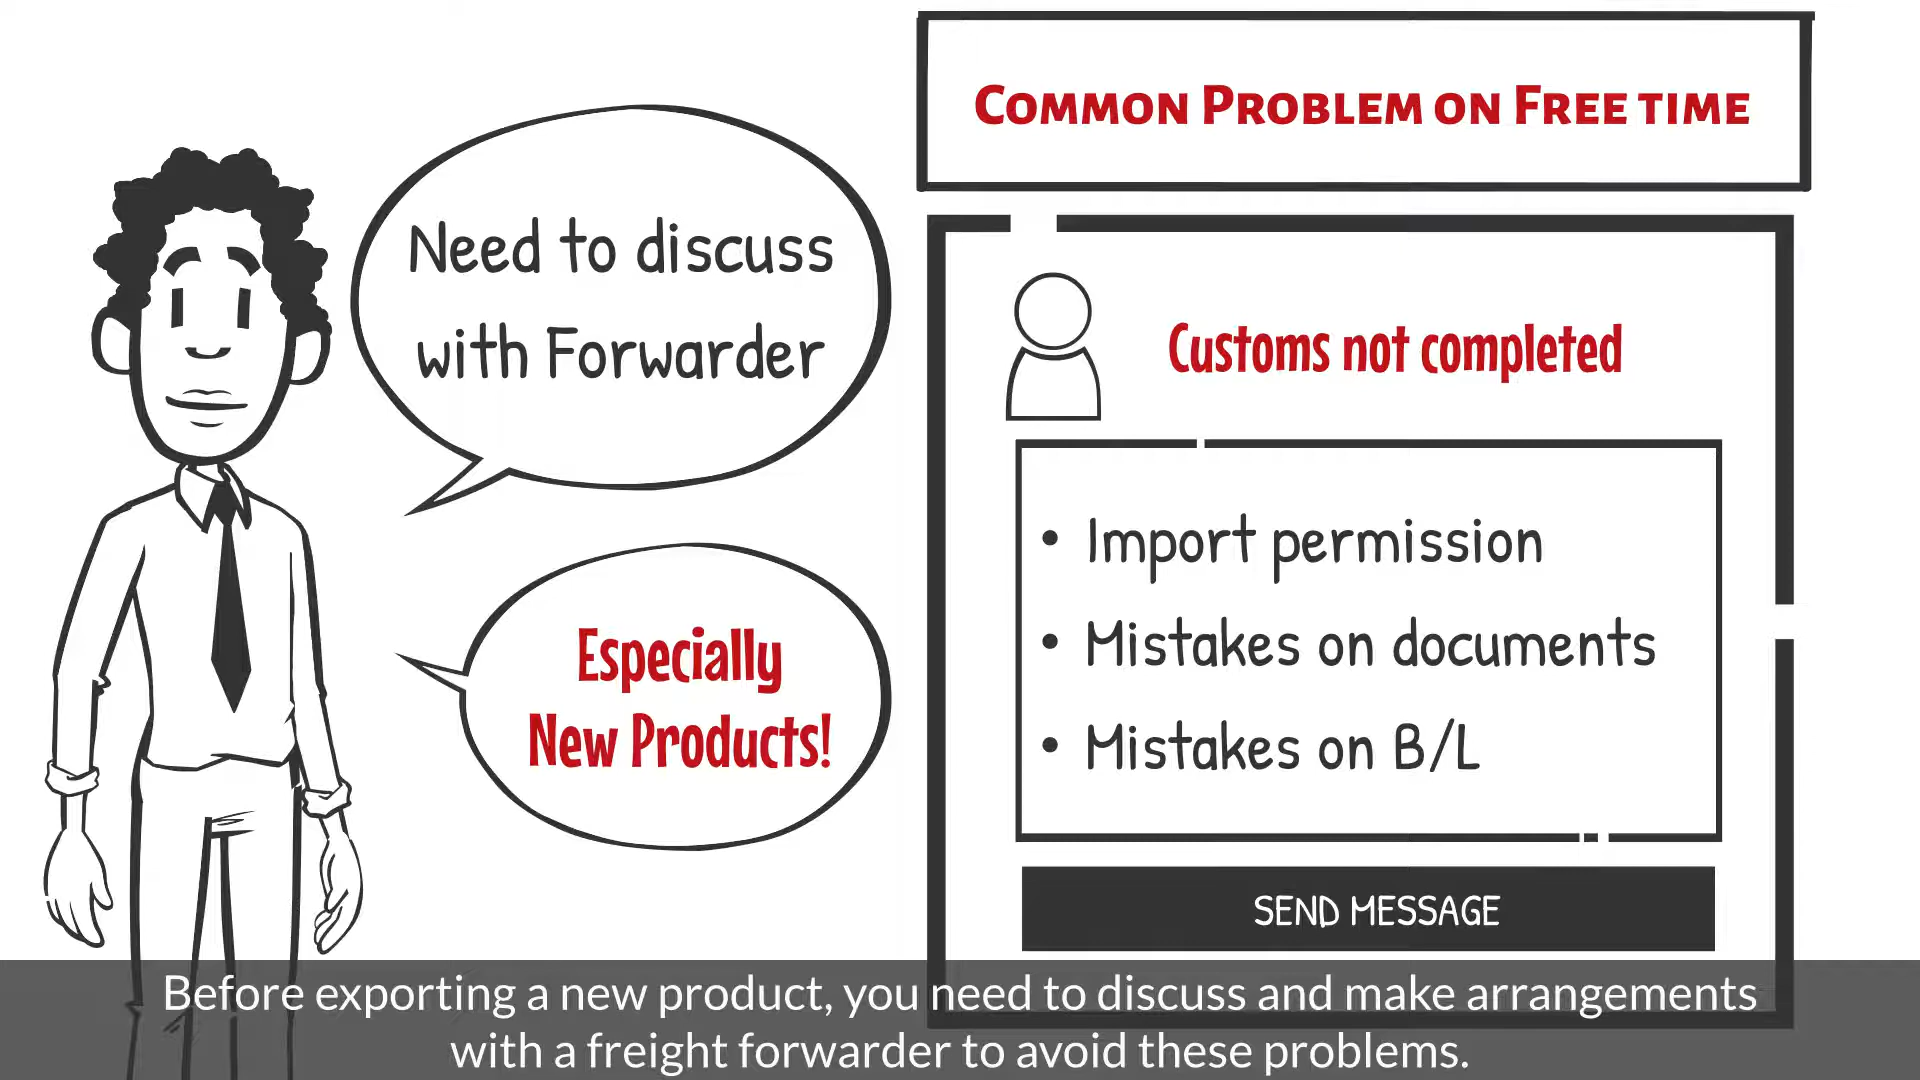 Common Problem on Free time
Need to discuss
with Forwarder
Especially
New Products!
Customs not completed
• Import permission
• Mistakes on documents
• Mistakes on B/L
SEND MESSAGE
Before exporting a new product, you need to discuss and make arrangements
with a freight forwarder to avoid these problems.